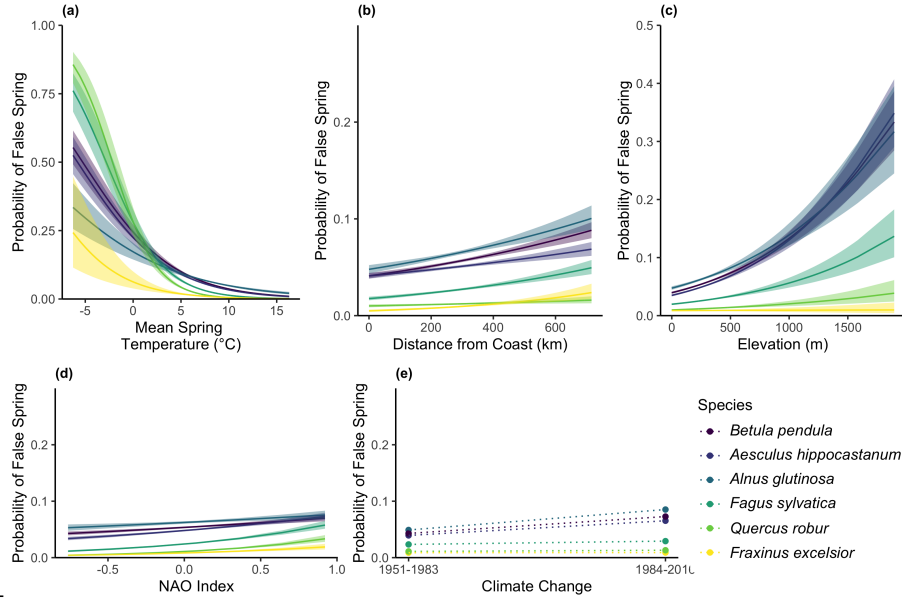 (a)
1.00
0.75
0.50
0.25
0.00
Probability of False Spring
-5 0 5 10 15
Mean Spring
Temperature (°C)
(b)
0.2
0.1
0.0
Probability of False Spring
0 200 400 600
Distance from Coast (km)
(c)
0.5
0.4
0.3
0.2
0.1
0.0
Probability of False Spring
0 500 1000 1500
Elevation (m)
(d)
0.2
0.1
0.0
Probability of False Spring
-0.5 0.0 0.5 1.0
NAO Index
(e)
0.2
0.1
0.0
Probability of False Spring
1951-1983 1984-2016
Climate Change
Species
Betula pendula
Aesculus hippocastanum
Alnus glutinosa
Fagus sylvatica
Quercus robur
Fraxinus excelsior